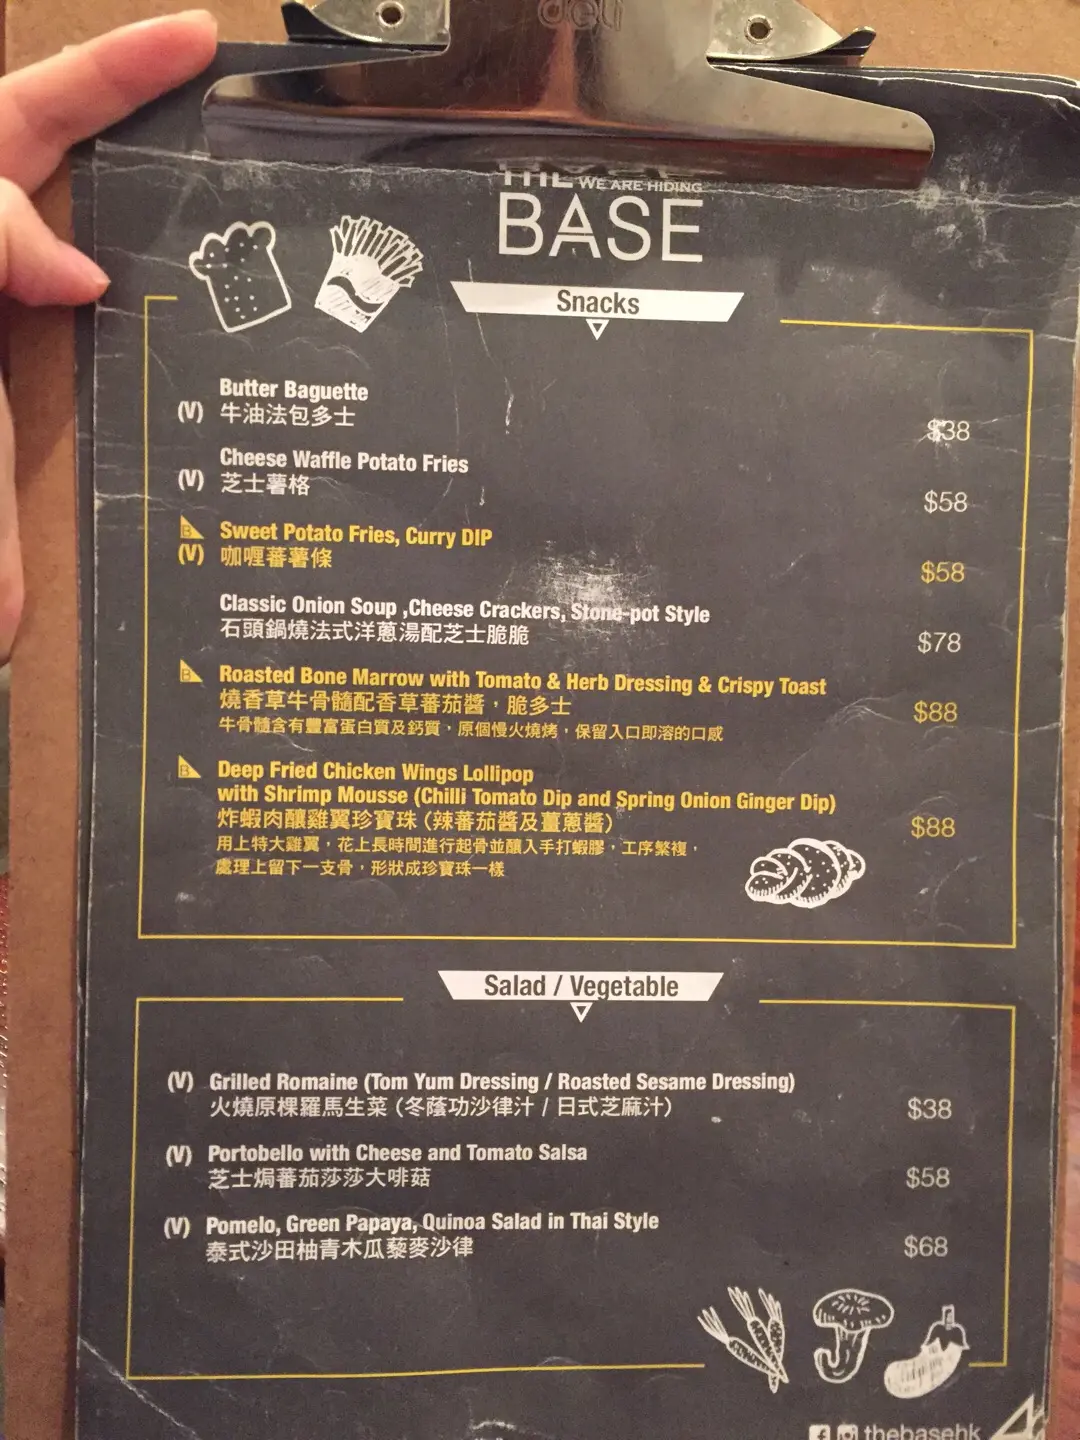 deli
THE
WE ARE HIDING
BASE
Snacks
Butter Baguette
(V) 牛油法包多士
$38
Cheese Waffle Potato Fries
(V) 芝士薯格
$58
B Sweet Potato Fries, Curry DIP
(V) 咖喱蕃薯條
$58
Classic Onion Soup ,Cheese Crackers, Stone-pot Style
石頭鍋燒法式洋蔥湯配芝士脆脆
$78
B Roasted Bone Marrow with Tomato & Herb Dressing & Crispy Toast
燒香草牛骨髓配香草蕃茄醬，脆多士
牛骨髓含有豐富蛋白質及鈣質，原個慢火燒烤，保留入口即溶的口感
$88
B Deep Fried Chicken Wings Lollipop
with Shrimp Mousse (Chilli Tomato Dip and Spring Onion Ginger Dip)
炸蝦肉釀雞翼珍寶珠（辣蕃茄醬及薑蔥醬）
$88
用上特大雞翼，花上長時間進行起骨並釀入手打蝦膠，工序繁複，
處理上留下一支骨，形狀成珍寶珠一樣
Salad / Vegetable
(V) Grilled Romaine (Tom Yum Dressing / Roasted Sesame Dressing)
火燒原棵羅馬生菜（冬蔭功沙律汁 / 日式芝麻汁）
$38
(V) Portobello with Cheese and Tomato Salsa
芝士焗蕃茄莎莎大啡菇
$58
(V) Pomelo, Green Papaya, Quinoa Salad in Thai Style
泰式沙田柚青木瓜藜麥沙律
$68
thebasehk